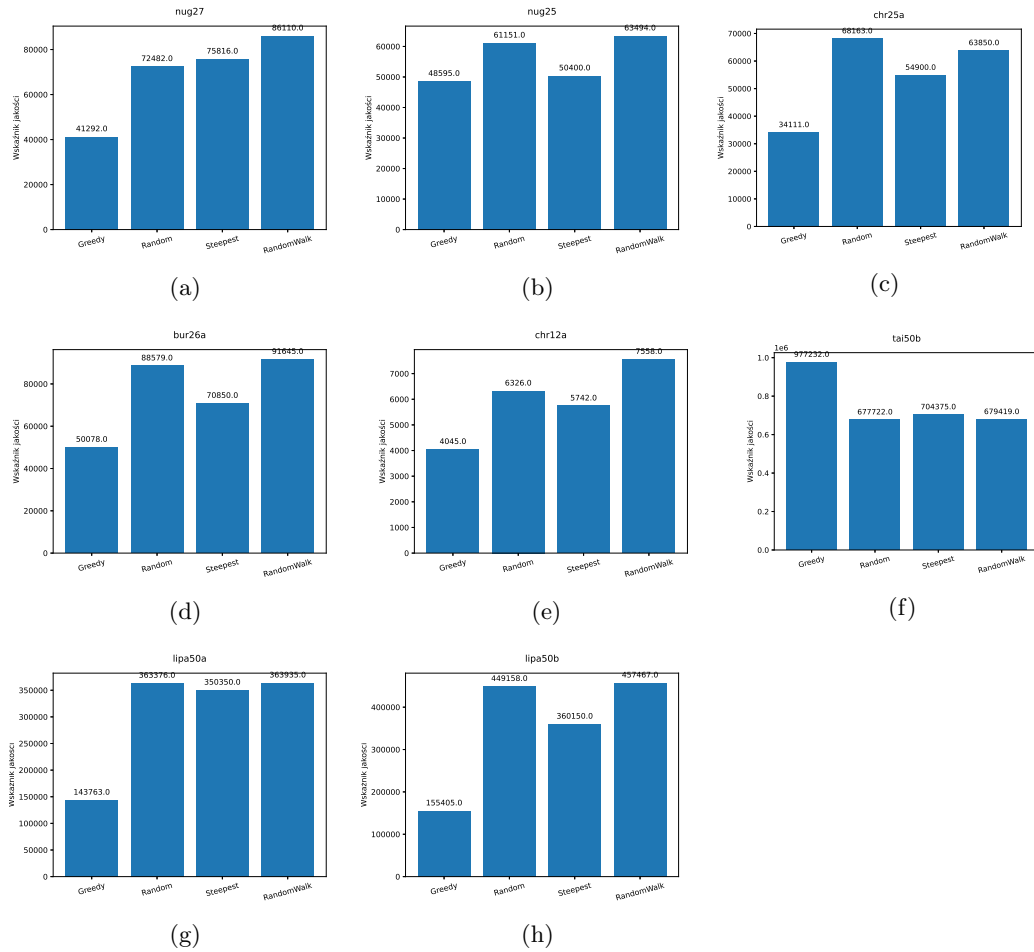 nug27
Wskaźnik jakości
80000
60000
40000
20000
0
41292.0
72482.0
75816.0
86110.0
Greedy
Random
Steepest
RandomWalk
(a)
nug25
Wskaźnik jakości
60000
50000
40000
30000
20000
10000
0
48595.0
61151.0
50400.0
63494.0
Greedy
Random
Steepest
RandomWalk
(b)
chr25a
Wskaźnik jakości
70000
60000
50000
40000
30000
20000
10000
0
34111.0
68163.0
54900.0
63850.0
Greedy
Random
Steepest
RandomWalk
(c)
bur26a
Wskaźnik jakości
80000
60000
40000
20000
0
50078.0
88579.0
70850.0
91645.0
Greedy
Random
Steepest
RandomWalk
(d)
chr12a
Wskaźnik jakości
7000
6000
5000
4000
3000
2000
1000
0
4045.0
6326.0
5742.0
7558.0
Greedy
Random
Steepest
RandomWalk
(e)
tai50b
1e6
Wskaźnik jakości
1.0
0.8
0.6
0.4
0.2
0.0
977232.0
677722.0
704375.0
679419.0
Greedy
Random
Steepest
RandomWalk
(f)
lipa50a
Wskaźnik jakości
350000
300000
250000
200000
150000
100000
50000
0
143763.0
363376.0
350350.0
363935.0
Greedy
Random
Steepest
RandomWalk
(g)
lipa50b
Wskaźnik jakości
400000
300000
200000
100000
0
155405.0
449158.0
360150.0
457467.0
Greedy
Random
Steepest
RandomWalk
(h)